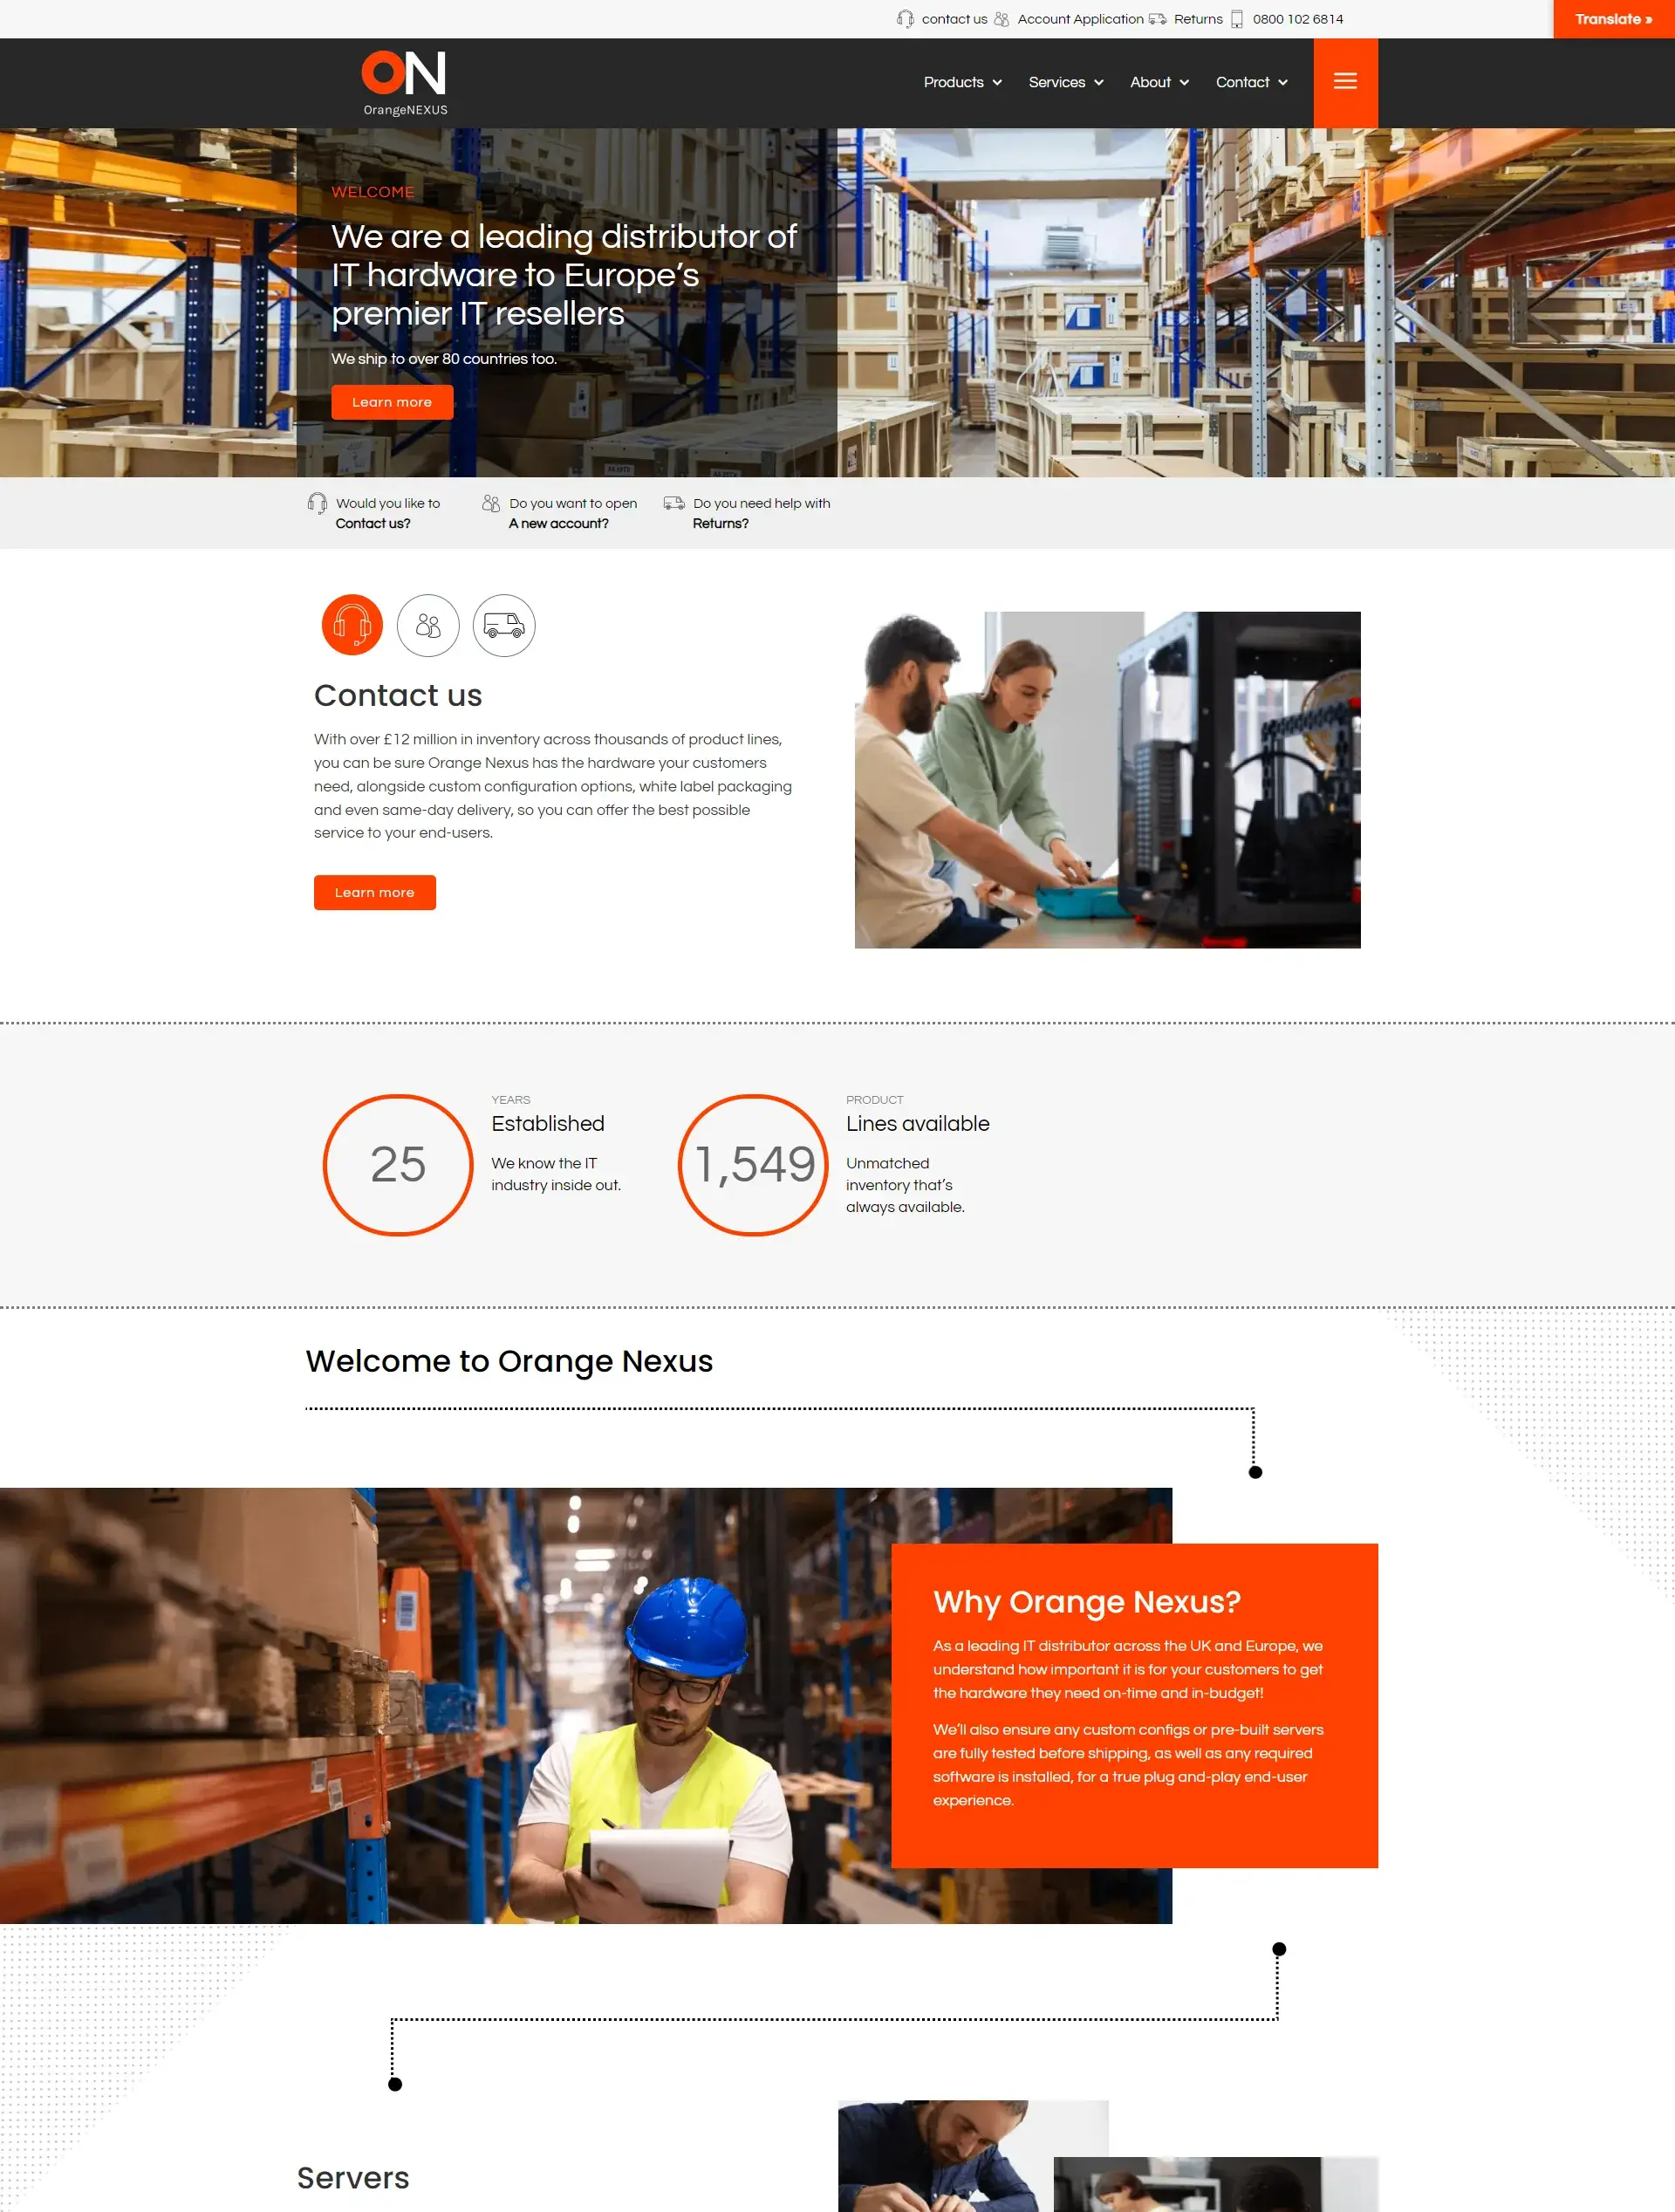 contact us Account Application Returns 0800 102 6814
Translate »
ON
OrangeNEXUS
Products Services About Contact
WELCOME
We are a leading distributor of
IT hardware to Europe’s
premier IT resellers
We ship to over 80 countries too.
Learn more
Would you like to
Contact us?
Do you want to open
A new account?
Do you need help with
Returns?
Contact us
With over £12 million in inventory across thousands of product lines,
you can be sure Orange Nexus has the hardware your customers
need, alongside custom configuration options, white label packaging
and even same-day delivery, so you can offer the best possible
service to your end-users.
Learn more
25
YEARS
Established
We know the IT
industry inside out.
1,549
PRODUCT
Lines available
Unmatched
inventory that’s
always available.
Welcome to Orange Nexus
Why Orange Nexus?
As a leading IT distributor across the UK and Europe, we
understand how important it is for your customers to get
the hardware they need on-time and in-budget!
We’ll also ensure any custom configs or pre-built servers
are fully tested before shipping, as well as any required
software is installed, for a true plug and-play end-user
experience.
Servers